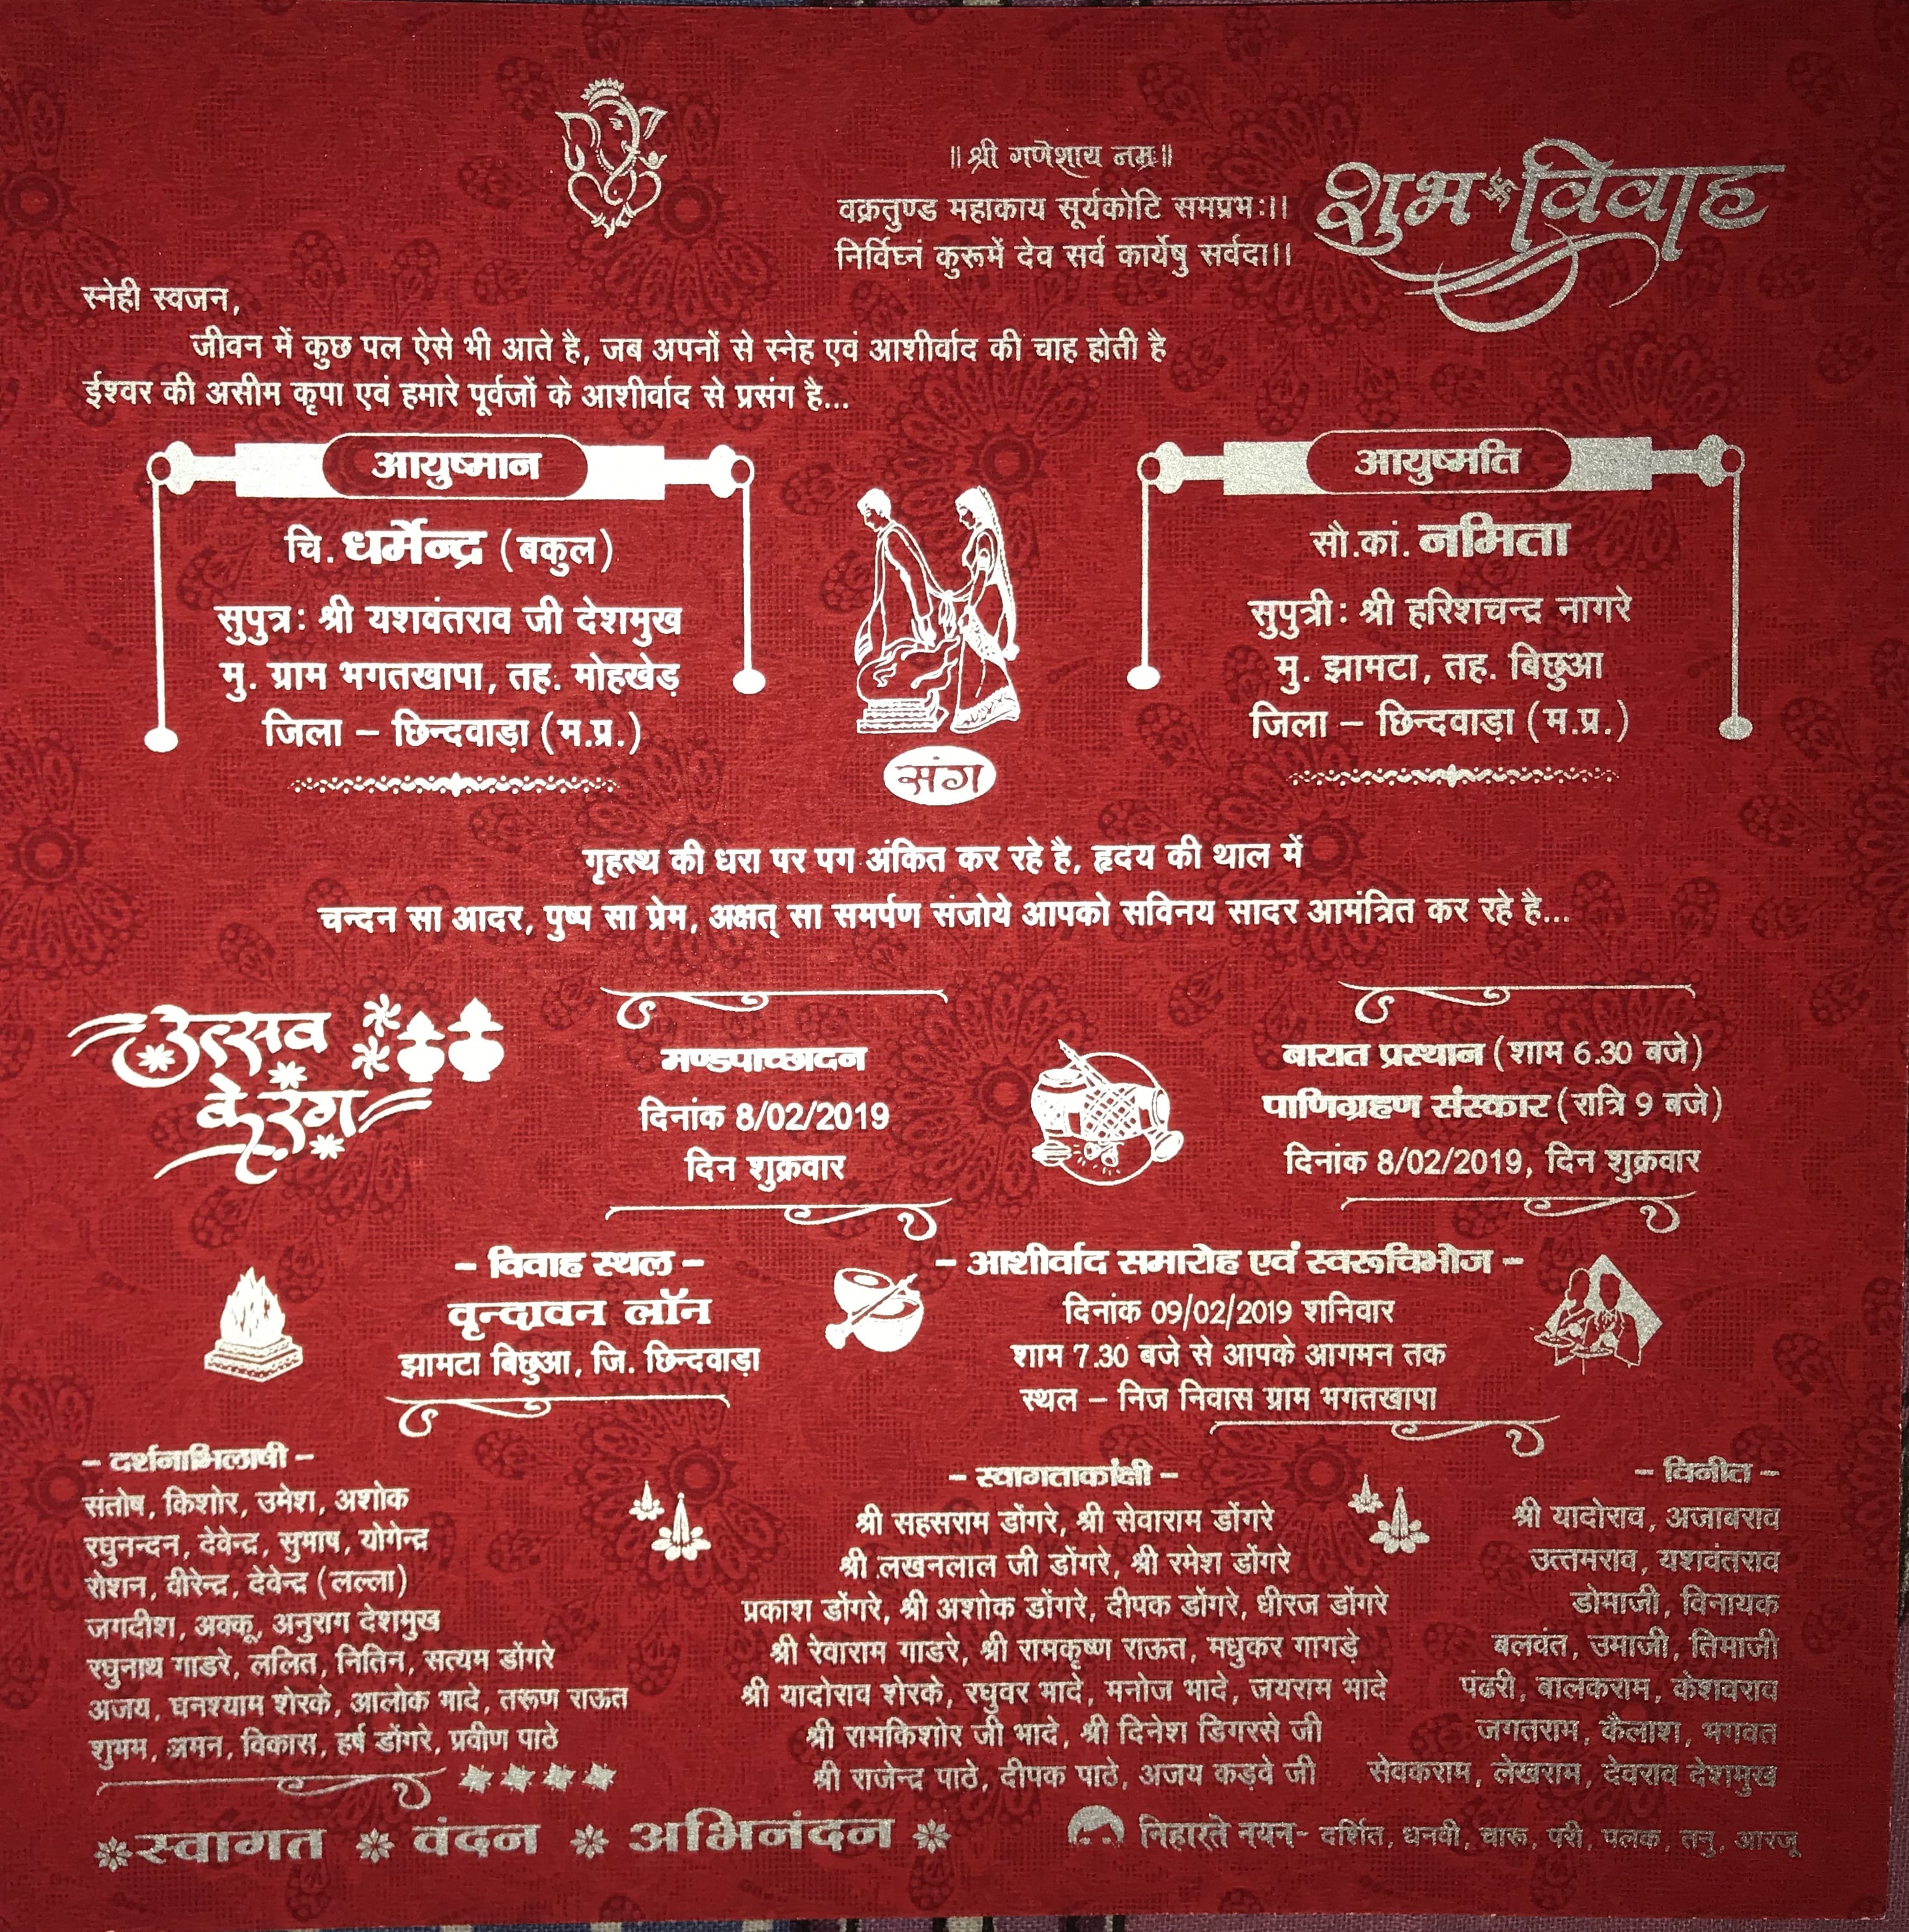 ॥ श्री गणेशाय नमः॥
वक्रतुण्ड महाकाय सूर्यकोटि समप्रभः।।
निर्विघ्नं कुरूमें देव सर्व कार्येषु सर्वदा।।
शुभ विवाह
स्नेही स्वजन,
जीवन में कुछ पल ऐसे भी आते है, जब अपनों से स्नेह एवं आशीर्वाद की चाह होती है
ईश्वर की असीम कृपा एवं हमारे पूर्वजों के आशीर्वाद से प्रसंग है...
आयुष्मान
चि. धर्मेन्द्र (बकुल)
सुपुत्र: श्री यशवंतराव जी देशमुख
मु. ग्राम भगतखापा, तह. मोहखेड़
जिला – छिन्दवाड़ा (म.प्र.)
संग
आयुष्मति
सौ.कां. नमिता
सुपुत्री: श्री हरिशचन्द्र नागरे
मु. झामटा, तह. बिछुआ
जिला – छिन्दवाड़ा (म.प्र.)
गृहस्थ की धरा पर पग अंकित कर रहे है, हृदय की थाल में
चन्दन सा आदर, पुष्प सा प्रेम, अक्षत् सा समर्पण संजोये आपको सविनय सादर आमंत्रित कर रहे है...
उत्सव
के रंग
मण्डपाच्छादन
दिनांक 8/02/2019
दिन शुक्रवार
बारात प्रस्थान (शाम 6.30 बजे)
पाणिग्रहण संस्कार (रात्रि 9 बजे)
दिनांक 8/02/2019, दिन शुक्रवार
– विवाह स्थल –
वृन्दावन लॉन
झामटा बिछुआ, जि. छिन्दवाड़ा
– आशीर्वाद समारोह एवं स्वरूचिभोज –
दिनांक 09/02/2019 शनिवार
शाम 7.30 बजे से आपके आगमन तक
स्थल – निज निवास ग्राम भगतखापा
– दर्शनाभिलाषी –
संतोष, किशोर, उमेश, अशोक
रघुनन्दन, देवेन्द्र, सुभाष, योगेन्द्र
रोशन, वीरेन्द्र, देवेन्द्र (लल्ला)
जगदीश, अक्कू, अनुराग देशमुख
रघुनाथ गाडरे, ललित, नितिन, सत्यम डोंगरे
अजय, घनश्याम शेरके, आलोक भादे, तरूण राऊत
शुभम, अमन, विकास, हर्ष डोंगरे, प्रवीण पाठे
– स्वागताकांक्षी –
श्री सहसराम डोंगरे, श्री सेवाराम डोंगरे
श्री लखनलाल जी डोंगरे, श्री रमेश डोंगरे
प्रकाश डोंगरे, श्री अशोक डोंगरे, दीपक डोंगरे, धीरज डोंगरे
श्री रेवाराम गाडरे, श्री रामकृष्ण राऊत, मधुकर गागड़े
श्री यादोराव शेरके, रघुवर भादे, मनोज भादे, जयराम भादे
श्री रामकिशोर जी भादे, श्री दिनेश डिगरसे जी
श्री राजेन्द्र पाठे, दीपक पाठे, अजय कड़वे जी
– विनीत –
श्री यादोराव, अजाबराव
उत्तमराव, यशवंतराव
डोमाजी, विनायक
बलवंत, उमाजी, तिमाजी
पंढरी, बालकराम, केशवराव
जगतराम, कैलाश, भगवत
सेवकराम, लेखराम, देवराव देशमुख
स्वागत वंदन अभिनंदन
निहारते नयन- दर्शित, धनवी, चारू, परी, पलक, तनु, आरजू